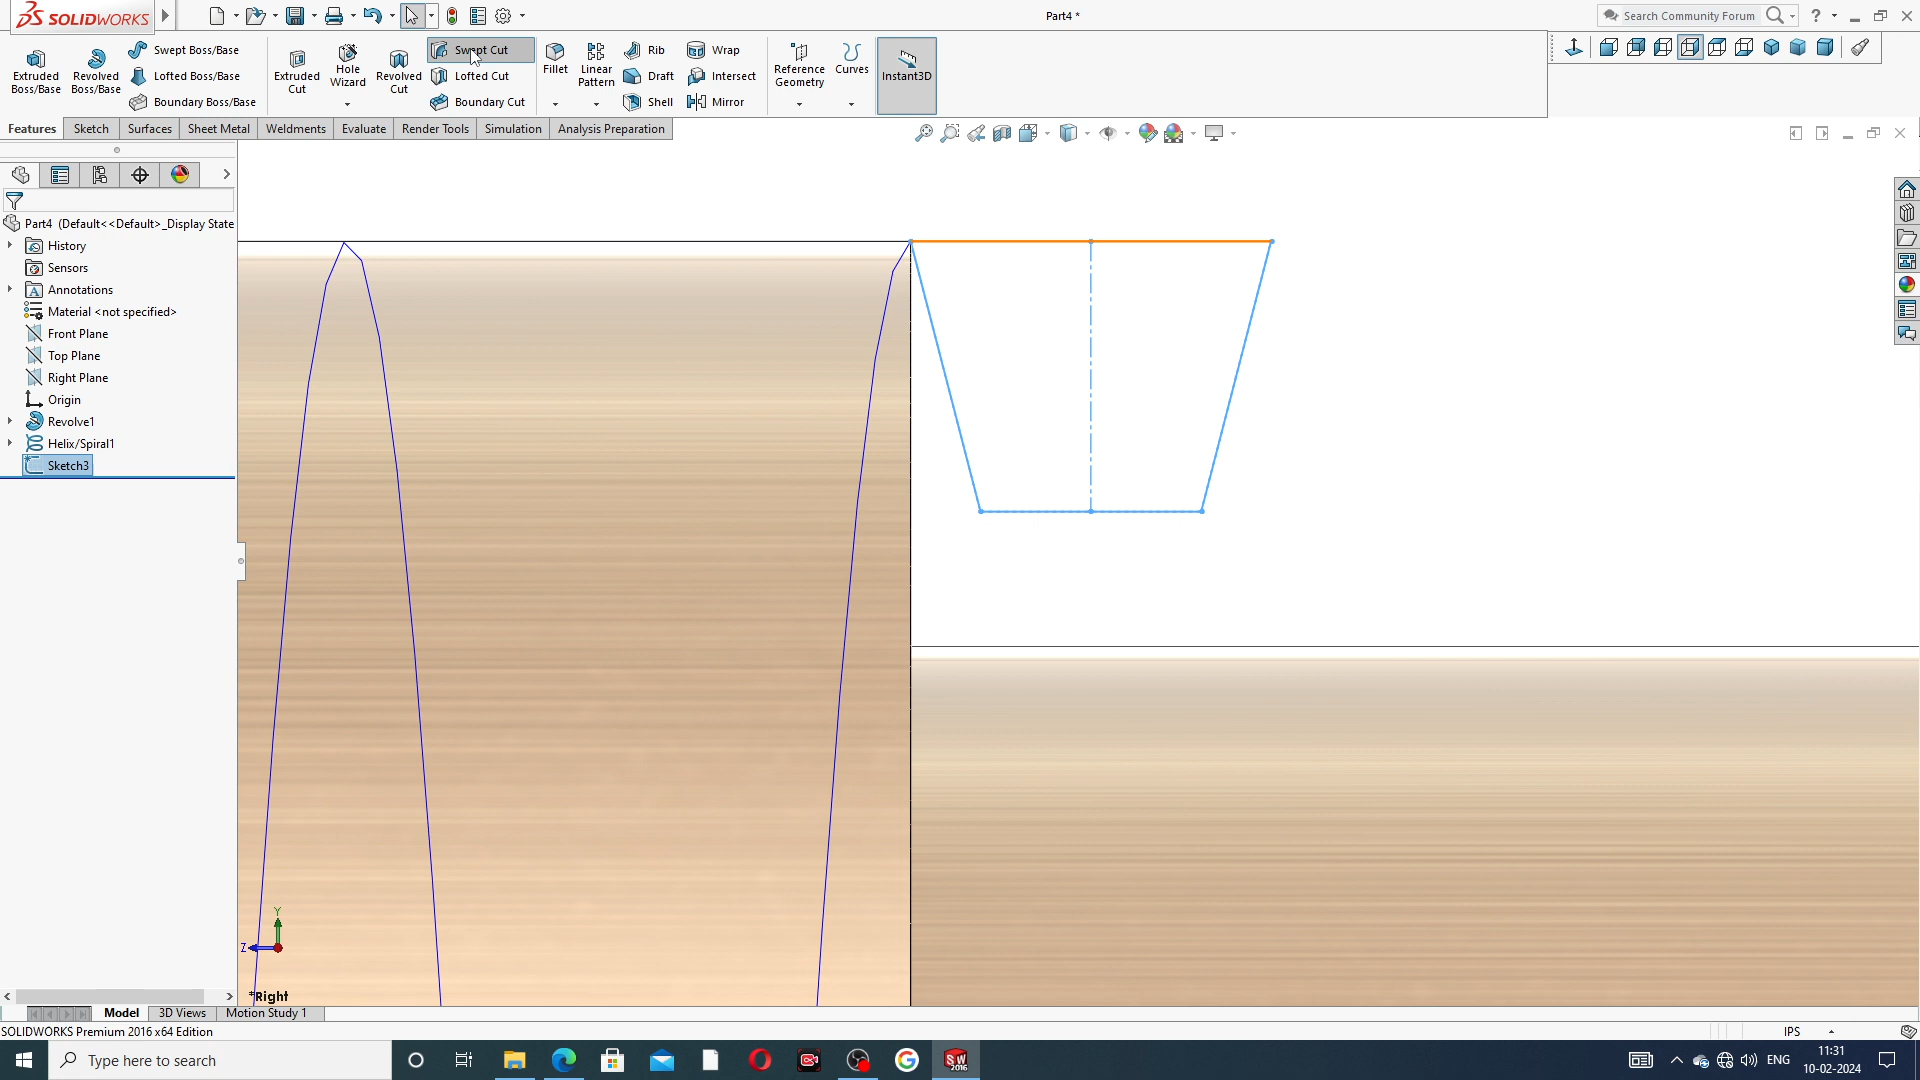 SOLIDWORKS
Part4 *
Search Community Forum
Extruded Boss/Base
Revolved Boss/Base
Swept Boss/Base
Lofted Boss/Base
Boundary Boss/Base
Extruded Cut
Hole Wizard
Revolved Cut
Swept Cut
Lofted Cut
Boundary Cut
Fillet
Linear Pattern
Rib
Draft
Shell
Wrap
Intersect
Mirror
Reference Geometry
Curves
Instant3D
Features
Sketch
Surfaces
Sheet Metal
Weldments
Evaluate
Render Tools
Simulation
Analysis Preparation
Part4 (Default<<Default>_Display State
History
Sensors
Annotations
Material <not specified>
Front Plane
Top Plane
Right Plane
Origin
Revolve1
Helix/Spiral1
Sketch3
Y
Z
*Right
Model
3D Views
Motion Study 1
SOLIDWORKS Premium 2016 x64 Edition
IPS
Type here to search
SW
2016
ENG
11:31
10-02-2024